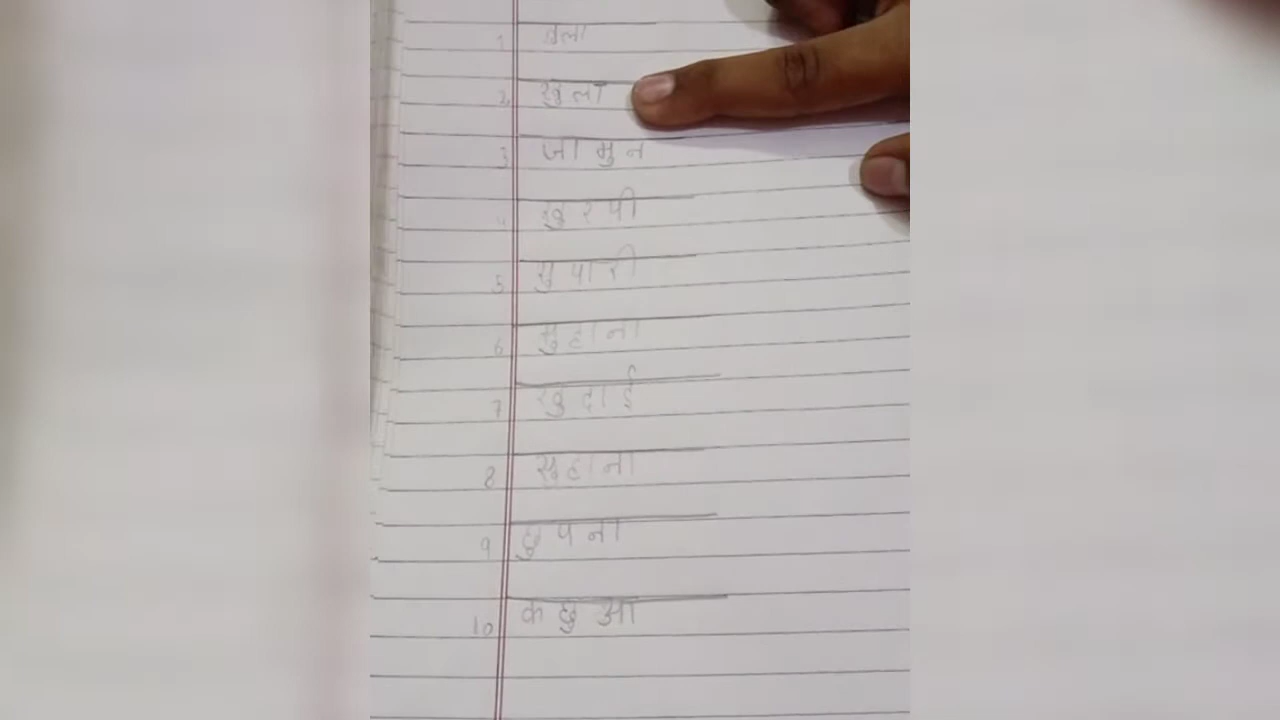 2 खुला
3 जामुन
4 खुरपी
5 सुपारी
6 मुहाना
7 खुदाई
8 सुहाना
9 छुपना
10 कछुआ